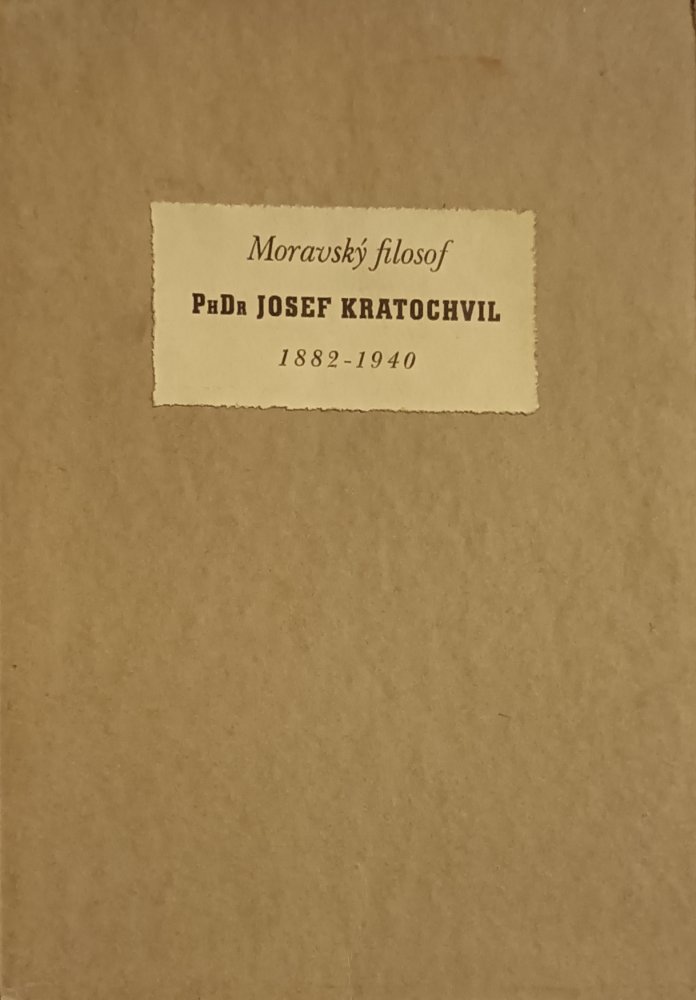 Moravský filosof
PhDr JOSEF KRATOCHVIL
1882-1940